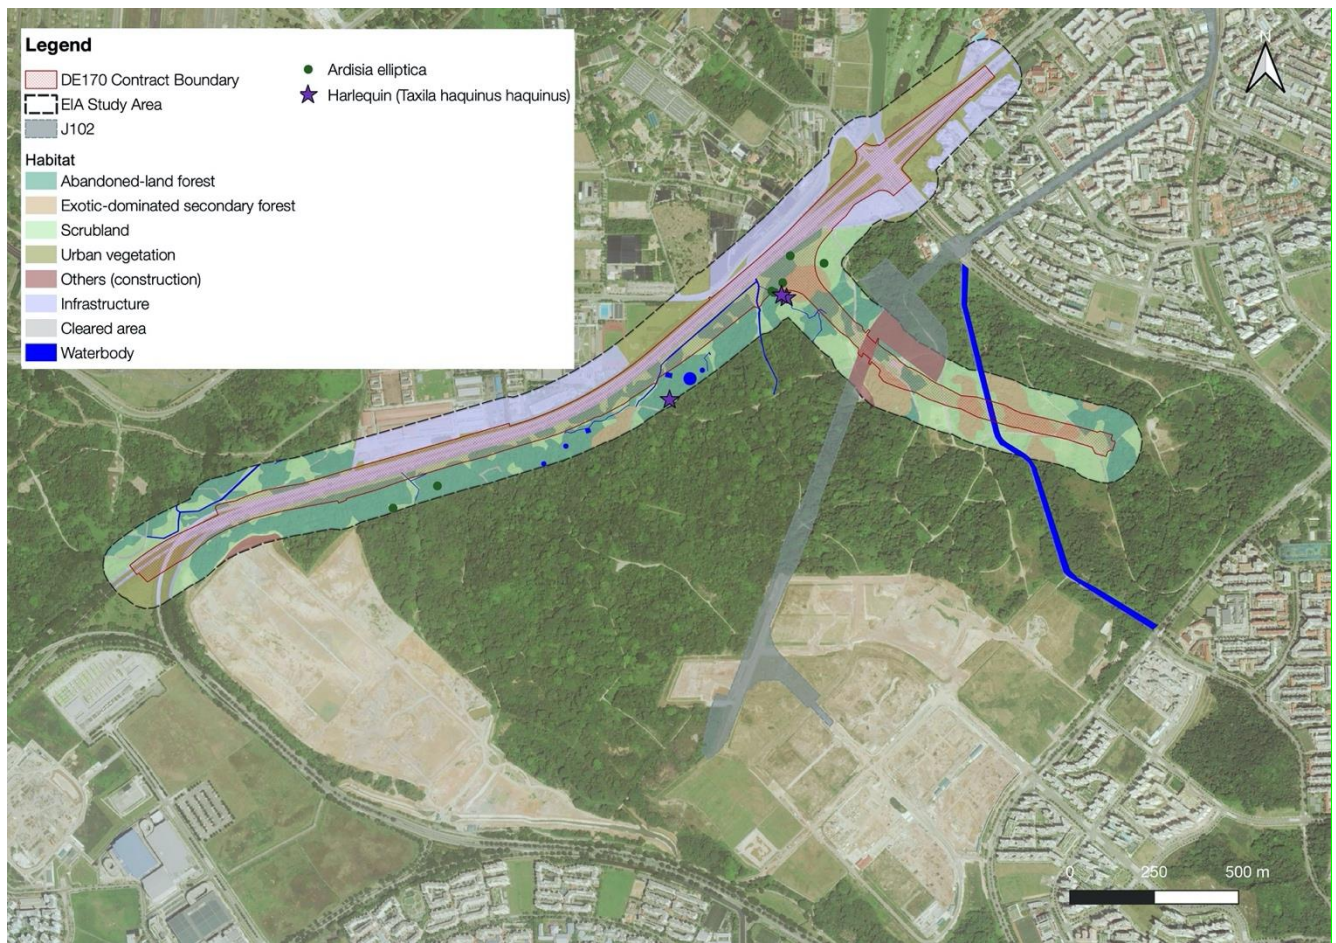 Legend
DE170 Contract Boundary
EIA Study Area
J102
Habitat
Abandoned-land forest
Exotic-dominated secondary forest
Scrubland
Urban vegetation
Others (construction)
Infrastructure
Cleared area
Waterbody
Ardisia elliptica
Harlequin (Taxila haquinus haquinus)
N
0 250 500 m